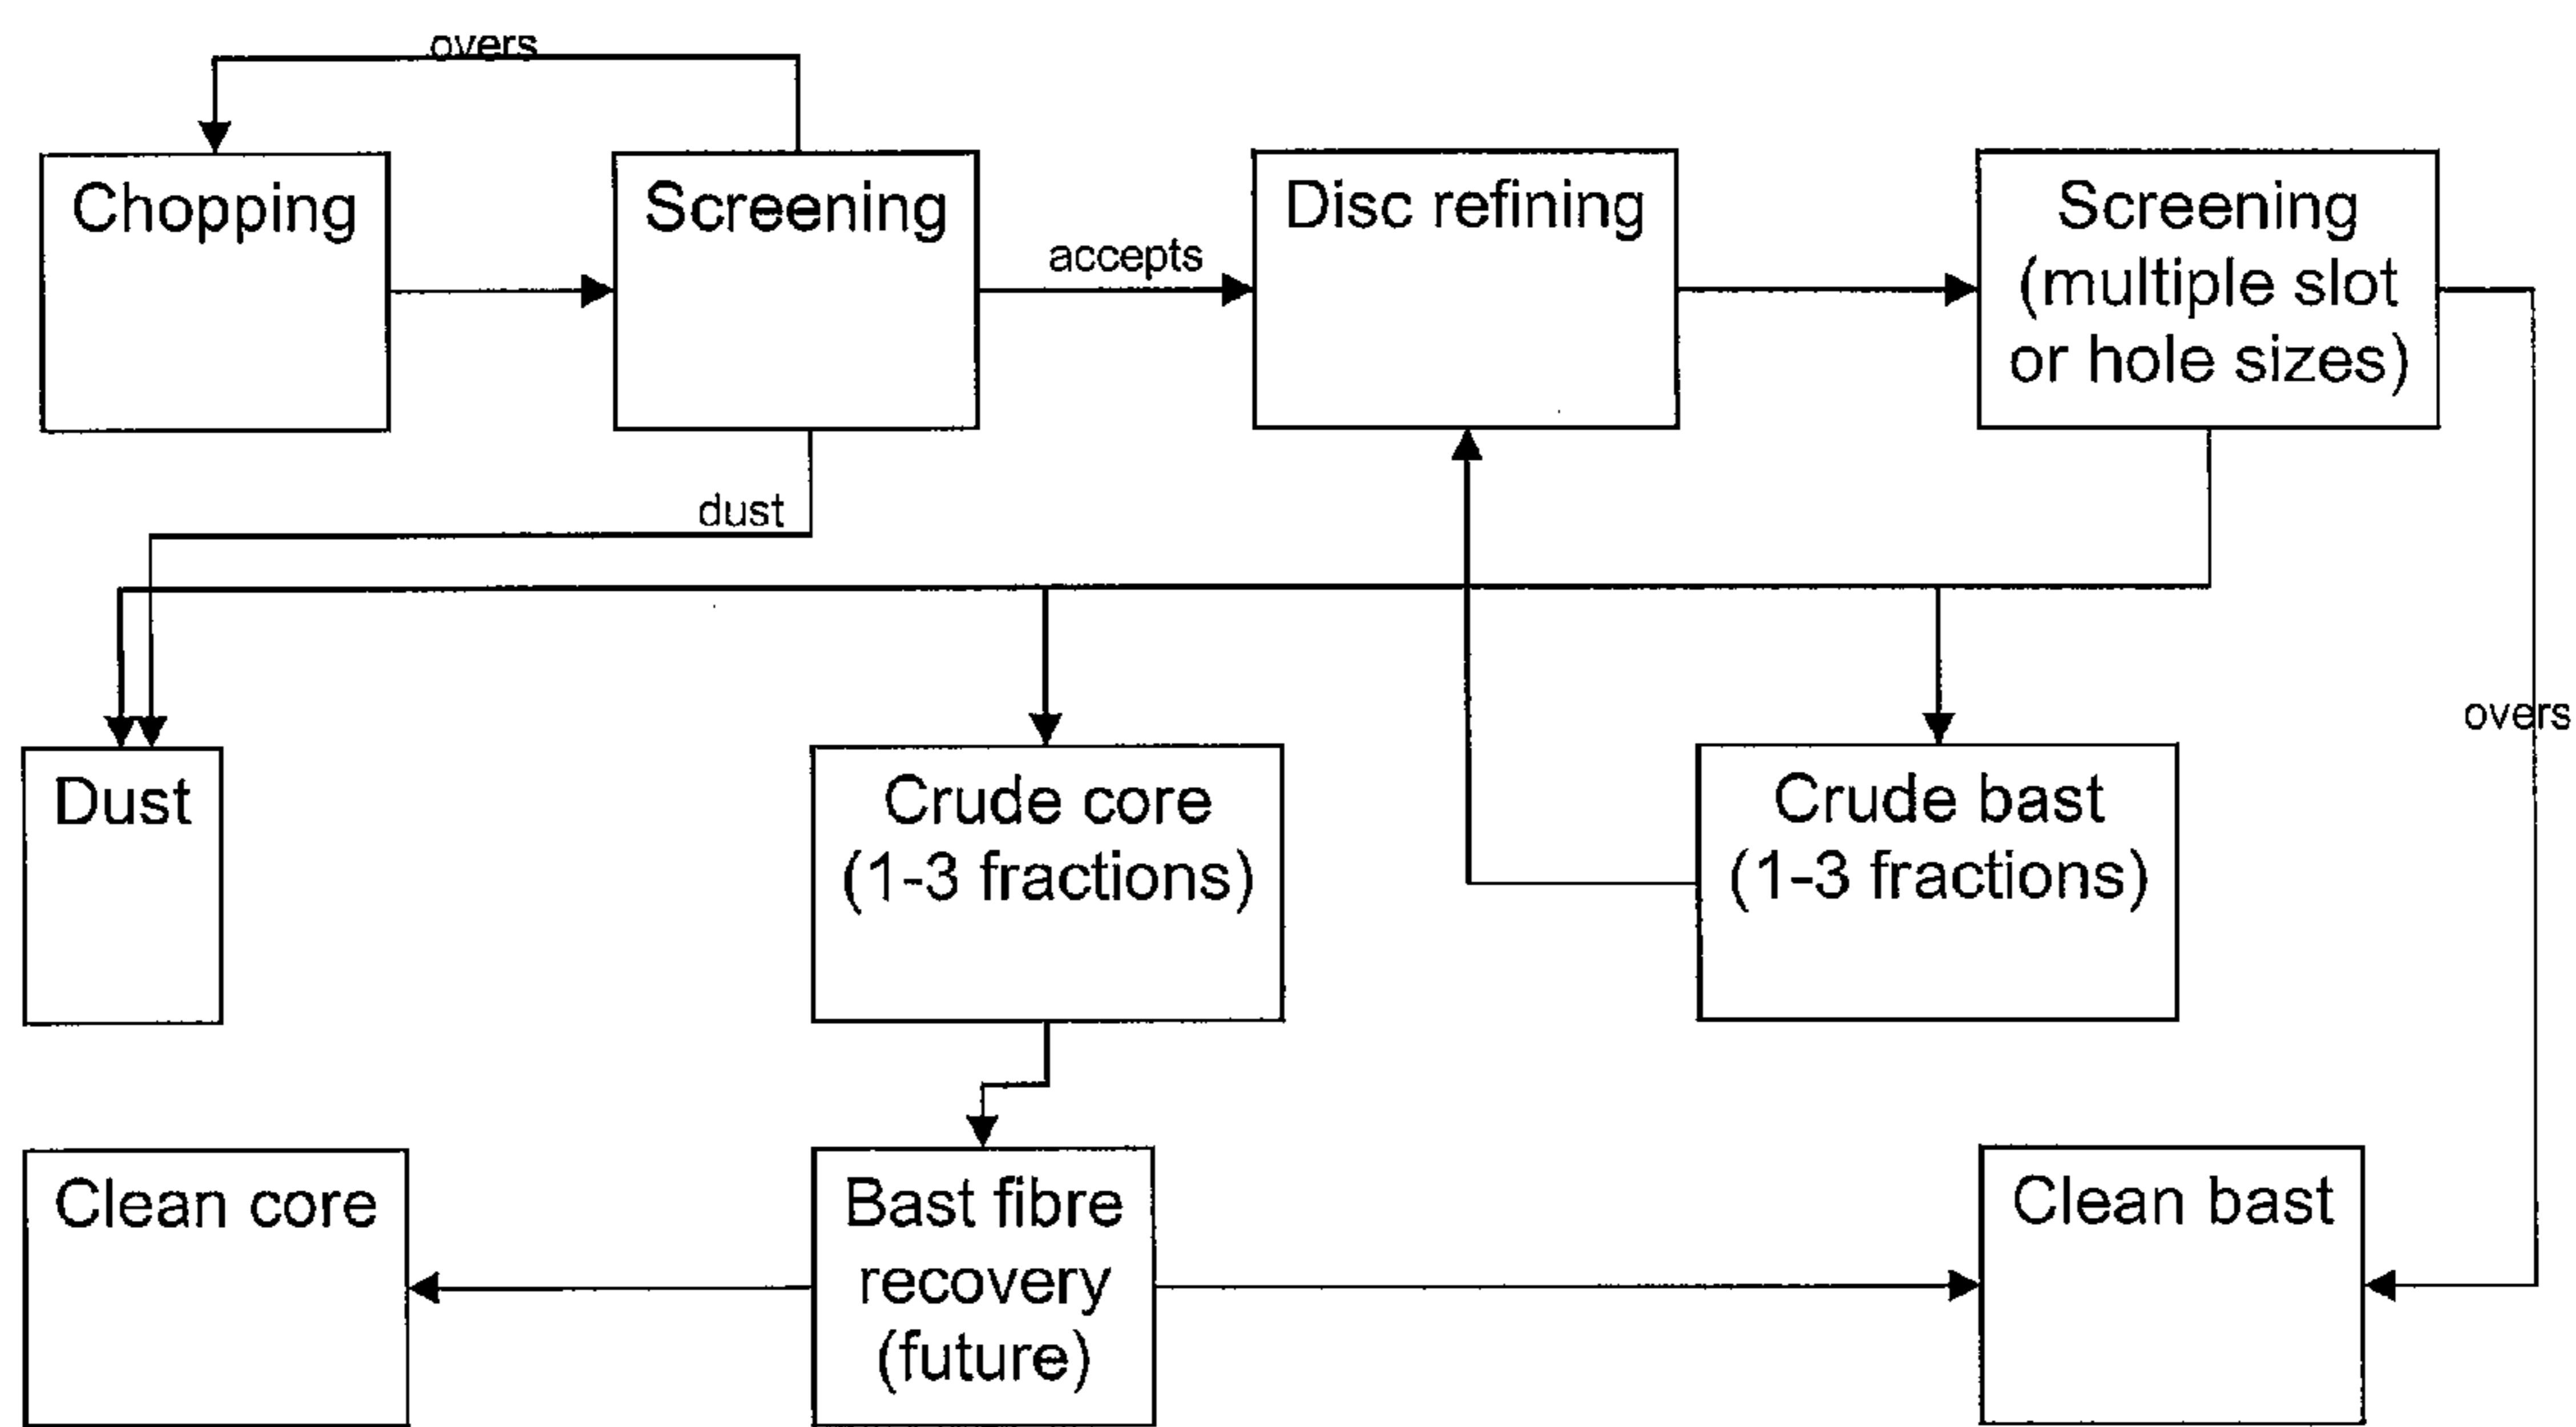 overs
Chopping
Screening
accepts
Disc refining
Screening
(multiple slot
or hole sizes)
dust
overs
Dust
Crude core
(1-3 fractions)
Crude bast
(1-3 fractions)
Clean core
Bast fibre
recovery
(future)
Clean bast